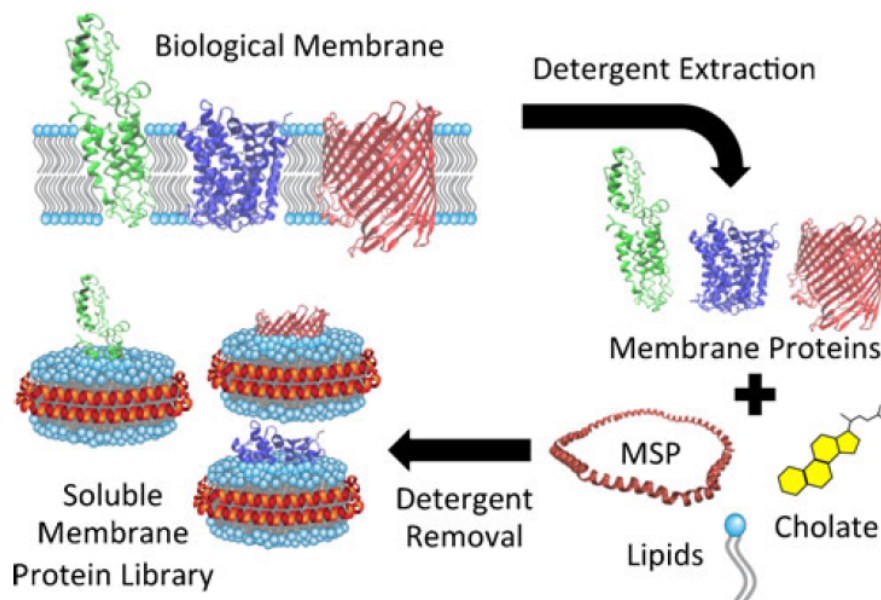 Biological Membrane
Detergent Extraction
Membrane Proteins
MSP
Cholate
Lipids
Detergent
Removal
Soluble
Membrane
Protein Library